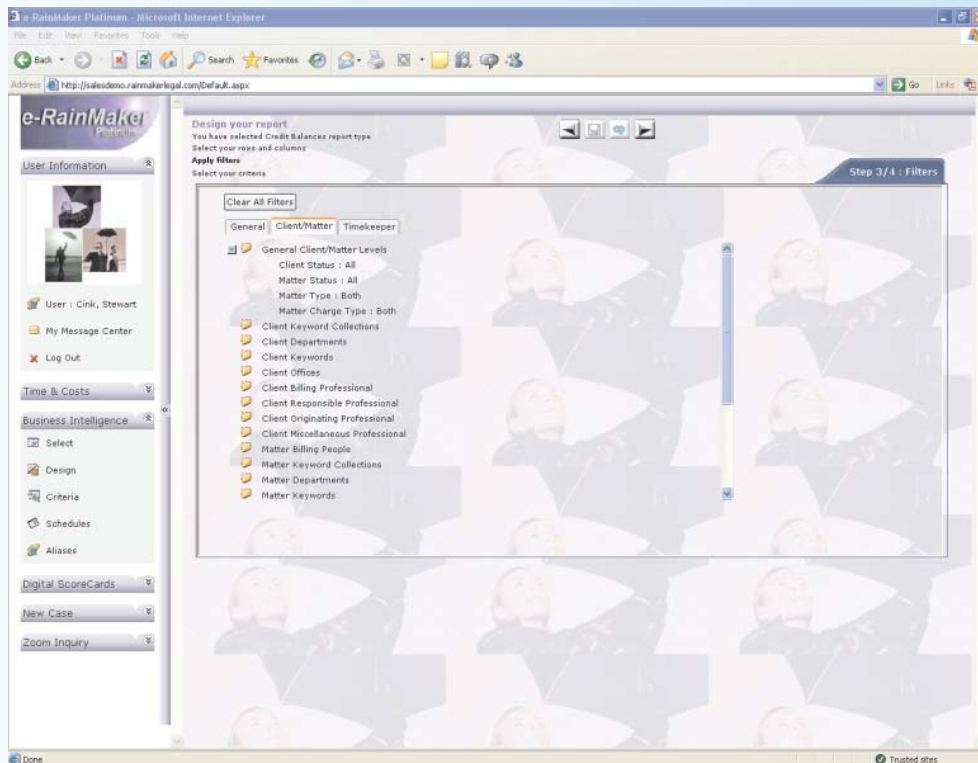 e-RainMaker Platinum - Microsoft Internet Explorer
File Edit View Favorites Tools Help
Back Search Favorites
Address http://salesdemo.rainmakerlegal.com/Default.aspx Go Links
e-RainMaker
Platinum
User Information
User : Cink, Stewart
My Message Center
Log Out
Time & Costs
Business Intelligence
Select
Design
Criteria
Schedules
Aliases
Digital ScoreCards
New Case
Zoom Inquiry
Design your report
You have selected Credit Balances report type
Select your rows and columns
Apply filters
Select your criteria
Step 3/4 : Filters
Clear All Filters
General Client/Matter Timekeeper
General Client/Matter Levels
Client Status : All
Matter Status : All
Matter Type : Both
Matter Charge Type : Both
Client Keyword Collections
Client Departments
Client Keywords
Client Offices
Client Billing Professional
Client Responsible Professional
Client Originating Professional
Client Miscellaneous Professional
Matter Billing People
Matter Keyword Collections
Matter Departments
Matter Keywords
Done Trusted sites